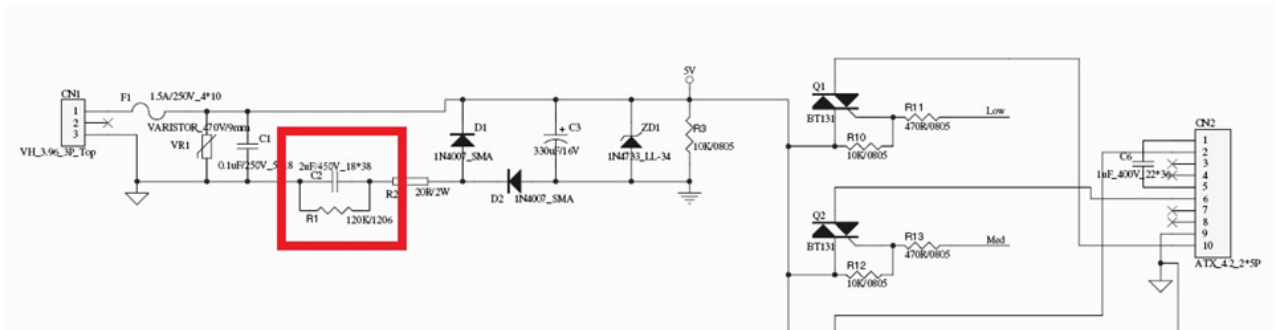 CN1
1
2
3
VH_3.96_3P_Top
F1
1.5A/250V_4*10
VARISTOR_470V/9mm
VR1
C1
0.1uF/250V_5
18
2uF/450V_18*38
C2
R1
120K/1206
R2
20R/2W
D1
1N4007_SMA
D2
1N4007_SMA
+
C3
330uF/16V
ZD1
1N4733_LL-34
5V
R3
10K/0805
Q1
BT131
R11
470R/0805
Low
R10
10K/0805
Q2
BT131
R13
470R/0805
Med
R12
10K/0805
C6
1uF_400V_22*36
CN2
1
2
3
4
5
6
7
8
9
10
ATX_4.2_2*5P